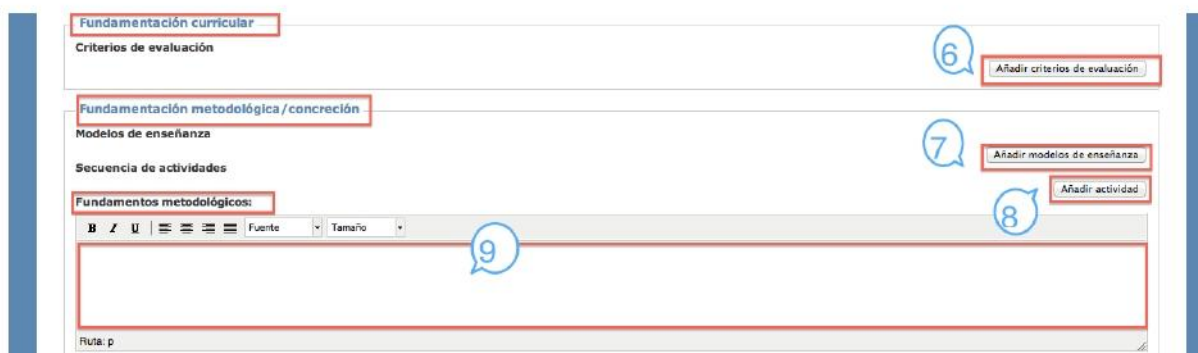 Fundamentación curricular
Criterios de evaluación
6
Añadir criterios de evaluación
Fundamentación metodológica/concreción
Modelos de enseñanza
7
Añadir modelos de enseñanza
Secuencia de actividades
Añadir actividad
8
Fundamentos metodológicos:
B I U Fuente Tamaño
9
Ruta: p